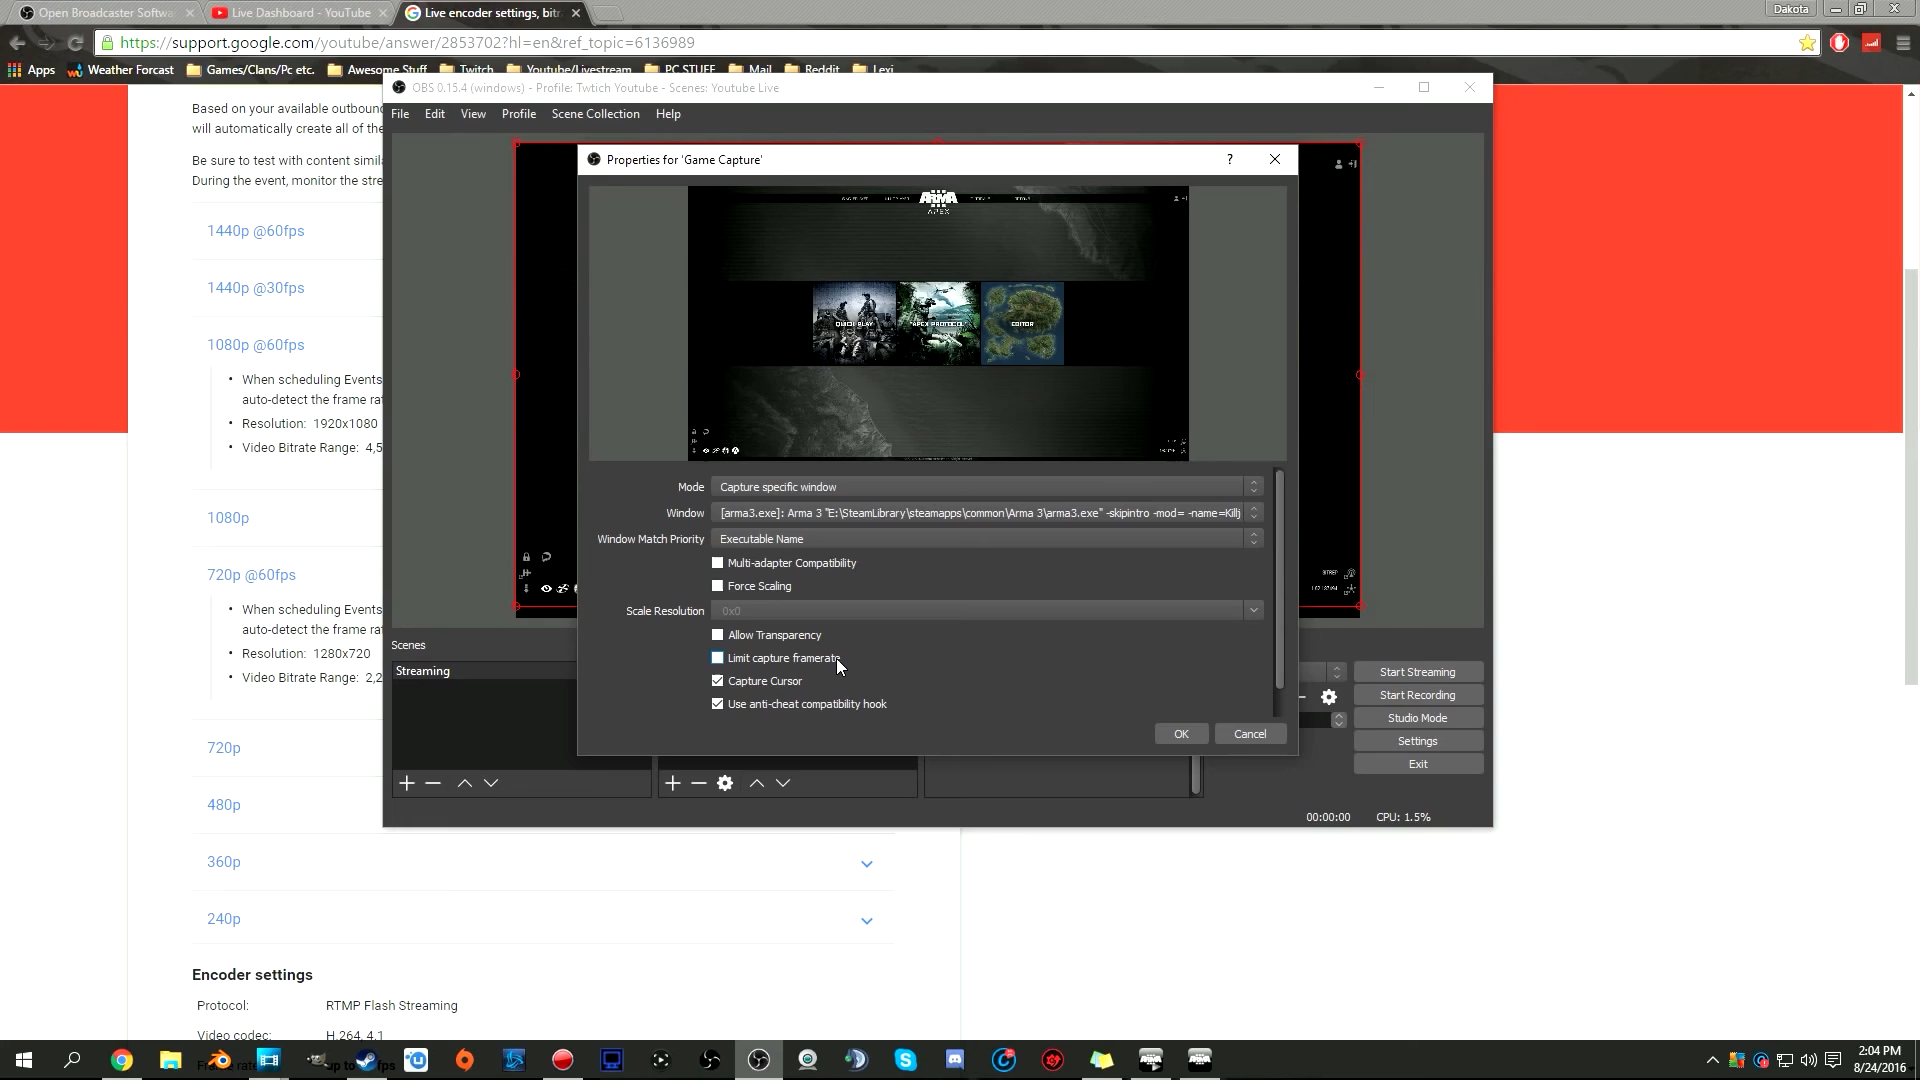 Open Broadcaster Softwa
Live Dashboard - YouTube
Live encoder settings, bitr
Dakota
https://support.google.com/youtube/answer/2853702?hl=en&ref_topic=6136989
Apps
Weather Forcast
Games/Clans/Pc etc.
Awesome Stuff
Twitch
Youtube/Livestream
PC STUFF
Mail
Reddit
Lexi
Based on your available outbound
will automatically create all of the
Be sure to test with content simila
During the event, monitor the stre
1440p @60fps
1440p @30fps
1080p @60fps
• When scheduling Events
auto-detect the frame rat
• Resolution: 1920x1080
• Video Bitrate Range: 4,5
1080p
720p @60fps
• When scheduling Events
auto-detect the frame rat
• Resolution: 1280x720
• Video Bitrate Range: 2,2
720p
480p
360p
240p
Encoder settings
Protocol: RTMP Flash Streaming
Video codec: H.264, 4.1
OBS 0.15.4 (windows) - Profile: Twtich Youtube - Scenes: Youtube Live
File Edit View Profile Scene Collection Help
Properties for 'Game Capture'
?
ARMA
APEX
QUICK PLAY
"APEX PROTOCOL"
EDITOR
Mode Capture specific window
Window [arma3.exe]: Arma 3 "E:\SteamLibrary\steamapps\common\Arma 3\arma3.exe" -skipintro -mod= -name=Killj
Window Match Priority Executable Name
Multi-adapter Compatibility
Force Scaling
Scale Resolution 0x0
Allow Transparency
Limit capture framerate
Capture Cursor
Use anti-cheat compatibility hook
OK
Cancel
Scenes
Streaming
Start Streaming
Start Recording
Studio Mode
Settings
Exit
00:00:00
CPU: 1.5%
2:04 PM
8/24/2016